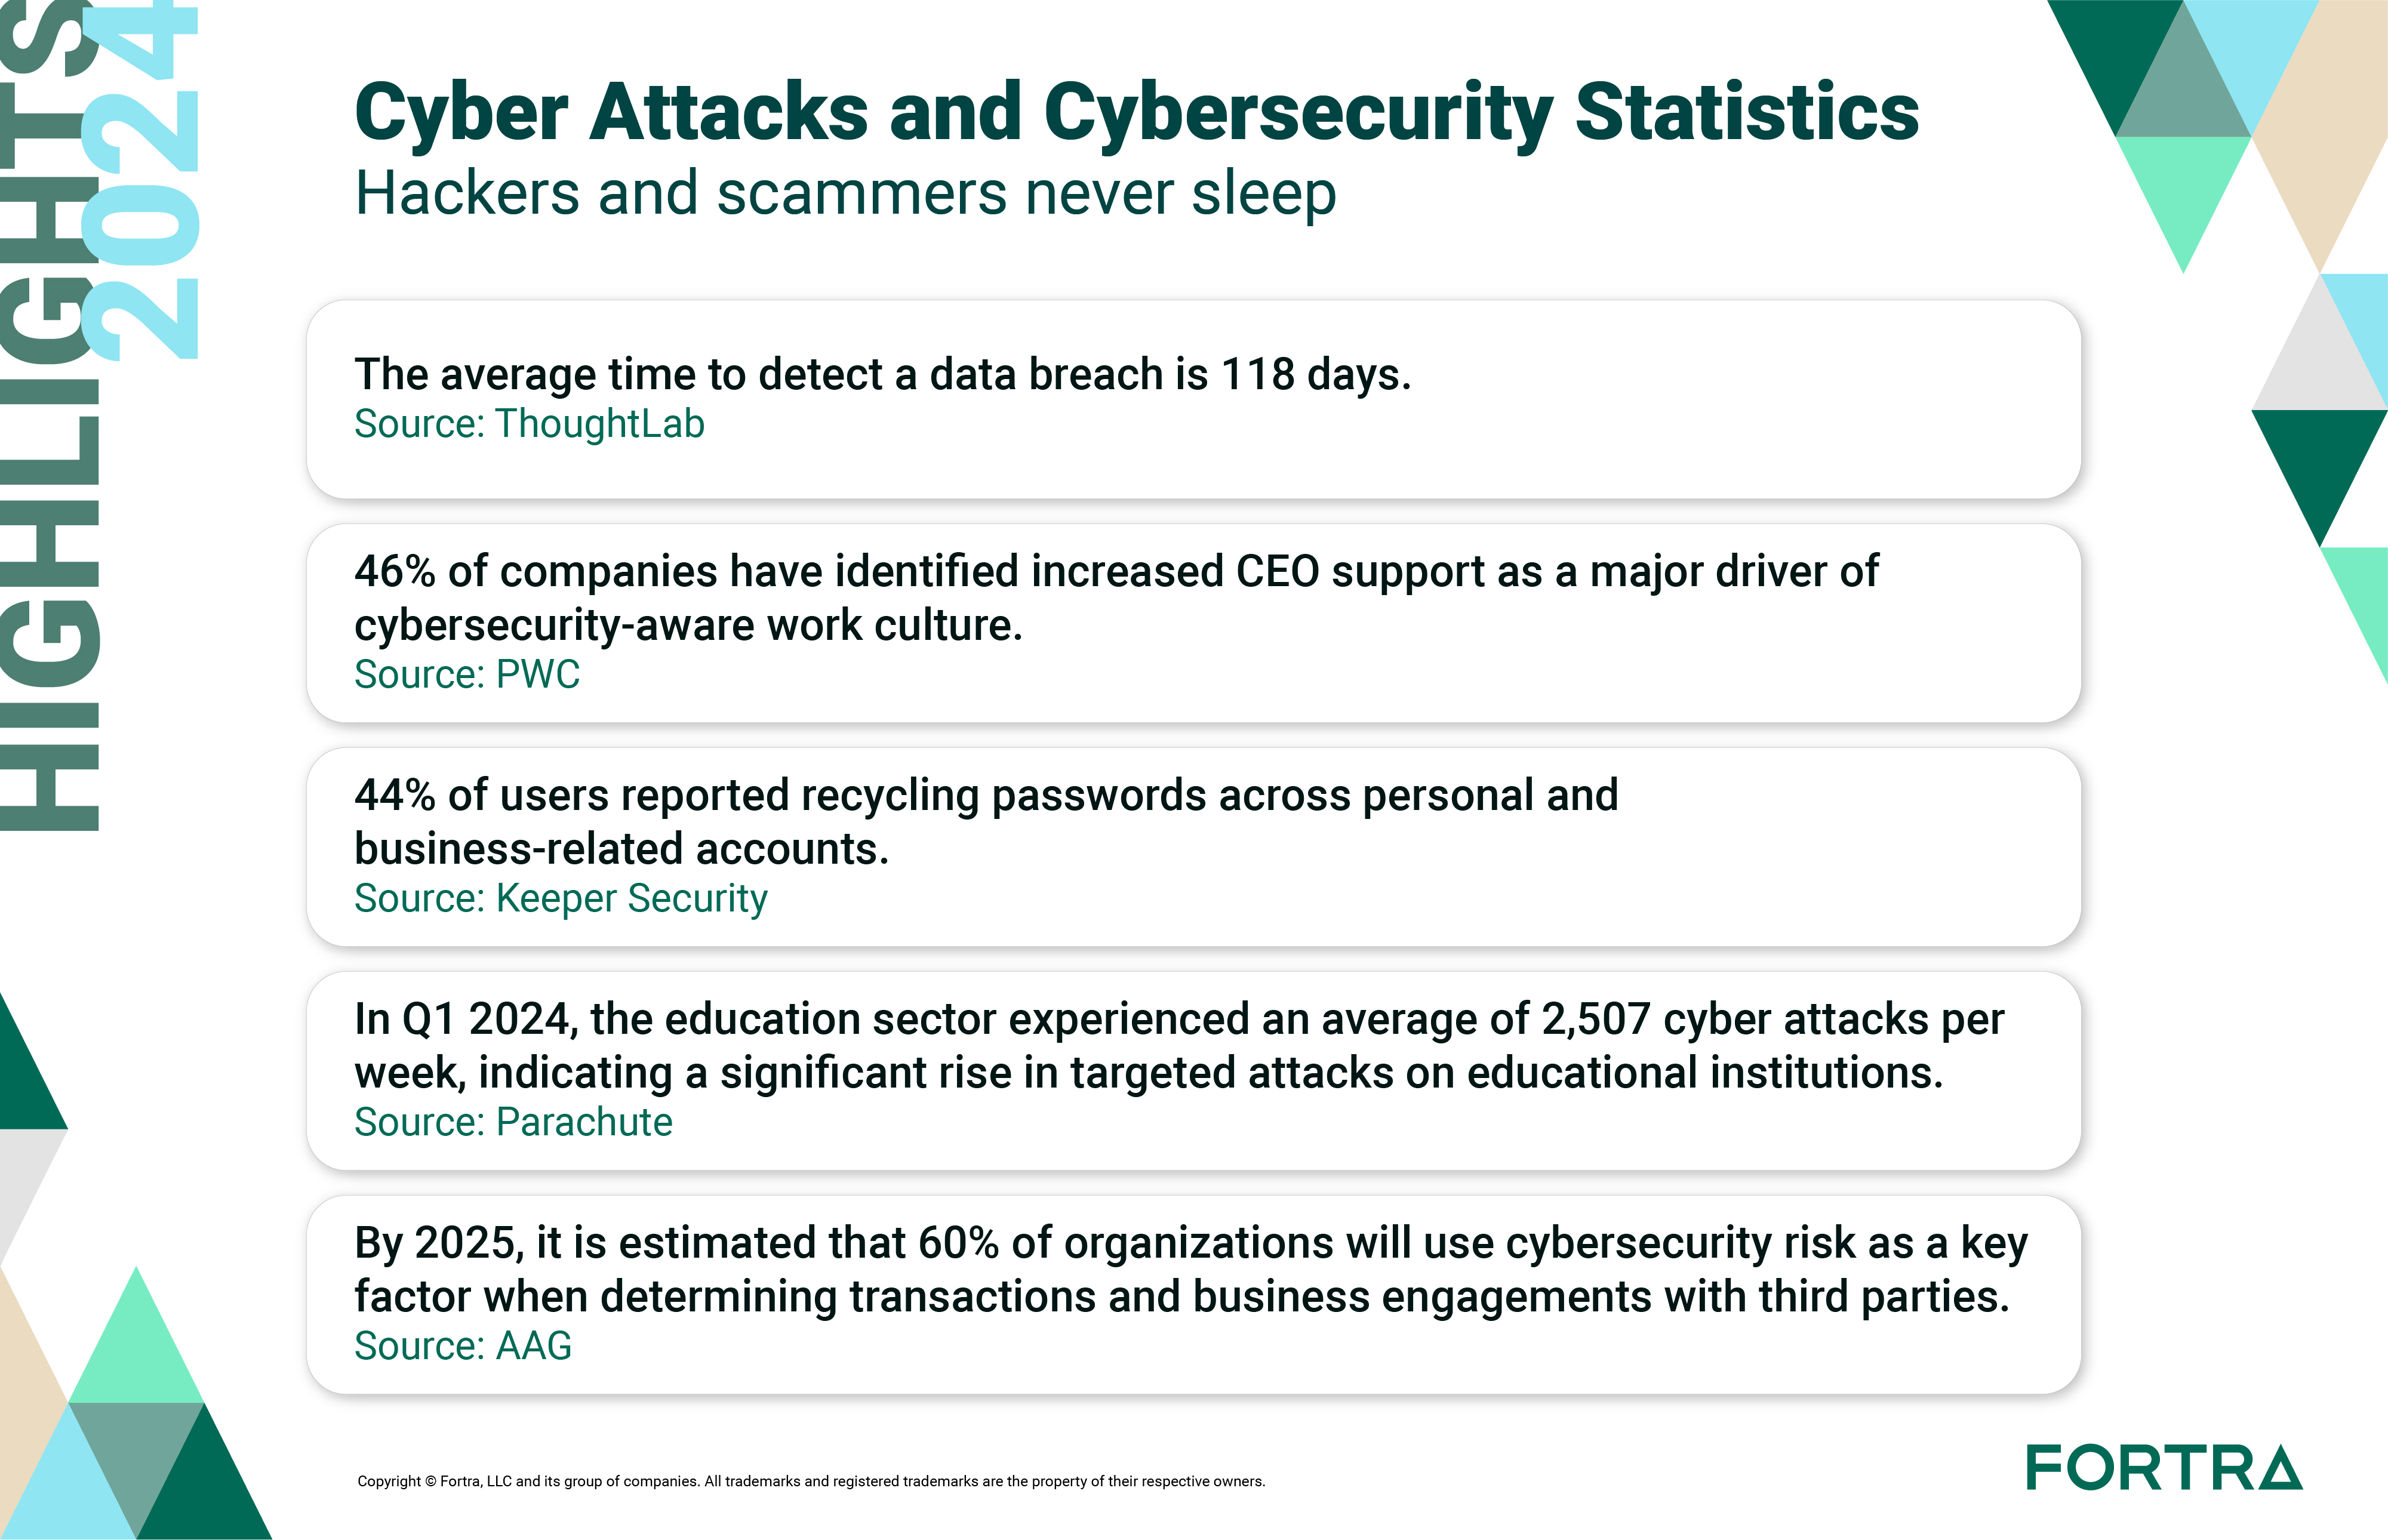 HIGHLIGHTS
2024
Cyber Attacks and Cybersecurity Statistics
Hackers and scammers never sleep
The average time to detect a data breach is 118 days.
Source: ThoughtLab
46% of companies have identified increased CEO support as a major driver of
cybersecurity-aware work culture.
Source: PWC
44% of users reported recycling passwords across personal and
business-related accounts.
Source: Keeper Security
In Q1 2024, the education sector experienced an average of 2,507 cyber attacks per
week, indicating a significant rise in targeted attacks on educational institutions.
Source: Parachute
By 2025, it is estimated that 60% of organizations will use cybersecurity risk as a key
factor when determining transactions and business engagements with third parties.
Source: AAG
Copyright © Fortra, LLC and its group of companies. All trademarks and registered trademarks are the property of their respective owners.
FORTRA